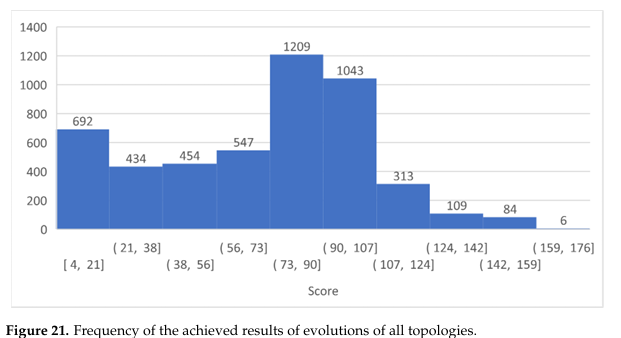 1400
1200
1000
800
600
400
200
0
692
434
454
547
1209
1043
313
109
84
6
[ 4, 21]
( 21, 38]
( 38, 56]
( 56, 73]
( 73, 90]
( 90, 107]
( 107, 124]
( 124, 142]
( 142, 159]
( 159, 176]
Score
Figure 21. Frequency of the achieved results of evolutions of all topologies.